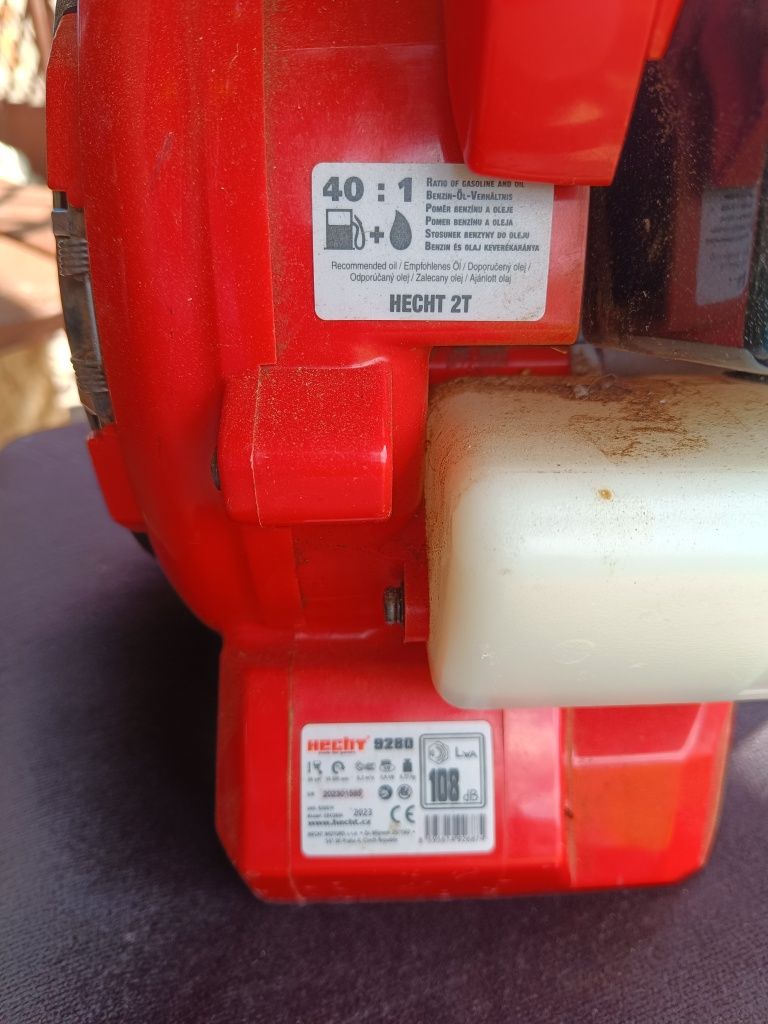 40 : 1
RATIO OF GASOLINE AND OIL
BENZIN-ÖL-VERHÄLTNIS
POMĚR BENZÍNU A OLEJE
POMER BENZÍNU A OLEJA
STOSUNEK BENZYNY DO OLEJU
BENZIN ÉS OLAJ KEVERÉKARÁNYA
+
Recommended oil / Empfohlenes Öl / Doporučený olej /
Odporúčaný olej / Zalecany olej / Ajánlott olaj
HECHT 2T
HECHT 9280
LWA
108
dB
2023
CE
www.hecht.cz